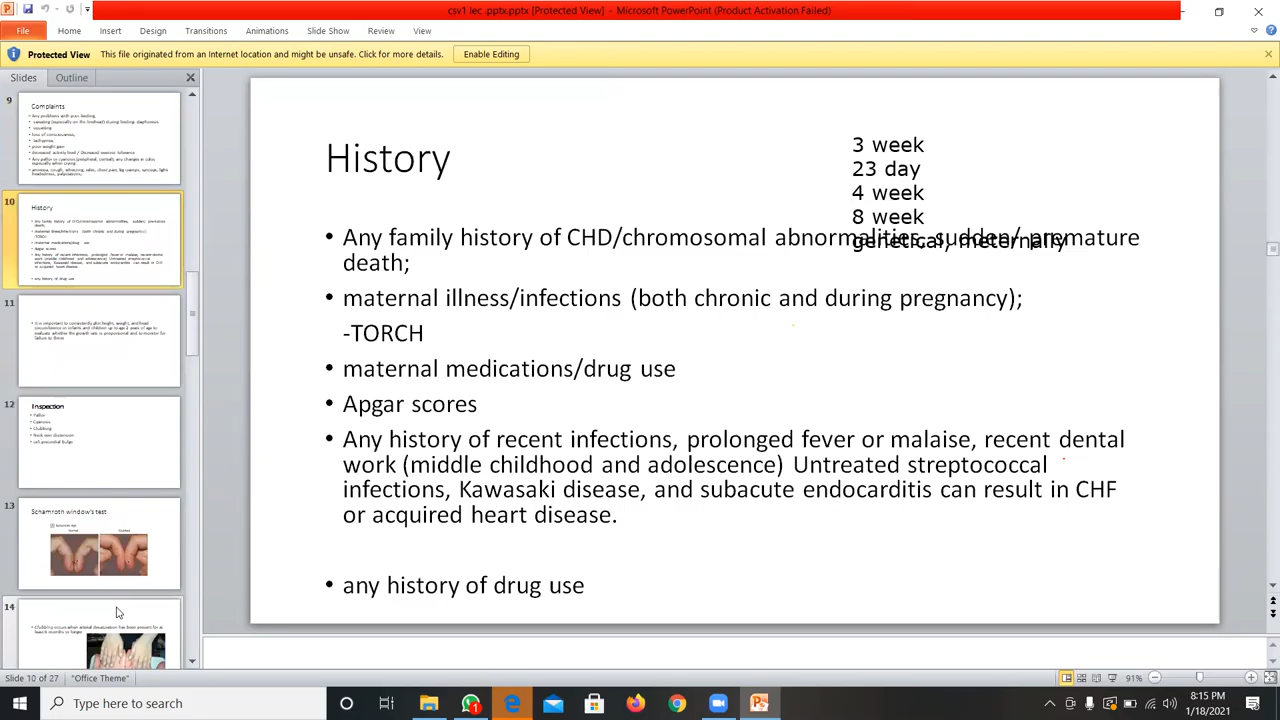 csv1 lec .pptx.pptx [Protected View] - Microsoft PowerPoint (Product Activation Failed)
File Home Insert Design Transitions Animations Slide Show Review View
Protected View This file originated from an Internet location and might be unsafe. Click for more details. Enable Editing
Slides Outline
9
Complaints
10
History
11
12
Inspection
Pallor
Cyanosis
Clubbing
13
Schamroth window's test
14
History
3 week
23 day
4 week
8 week
genetical, meternally
• Any family history of CHD/chromosomal abnormalities, sudden/ premature
death;
• maternal illness/infections (both chronic and during pregnancy);
-TORCH
• maternal medications/drug use
• Apgar scores
• Any history of recent infections, prolonged fever or malaise, recent dental
work (middle childhood and adolescence) Untreated streptococcal
infections, Kawasaki disease, and subacute endocarditis can result in CHF
or acquired heart disease.
• any history of drug use
Slide 10 of 27 "Office Theme" 91%
Type here to search
8:15 PM
1/18/2021